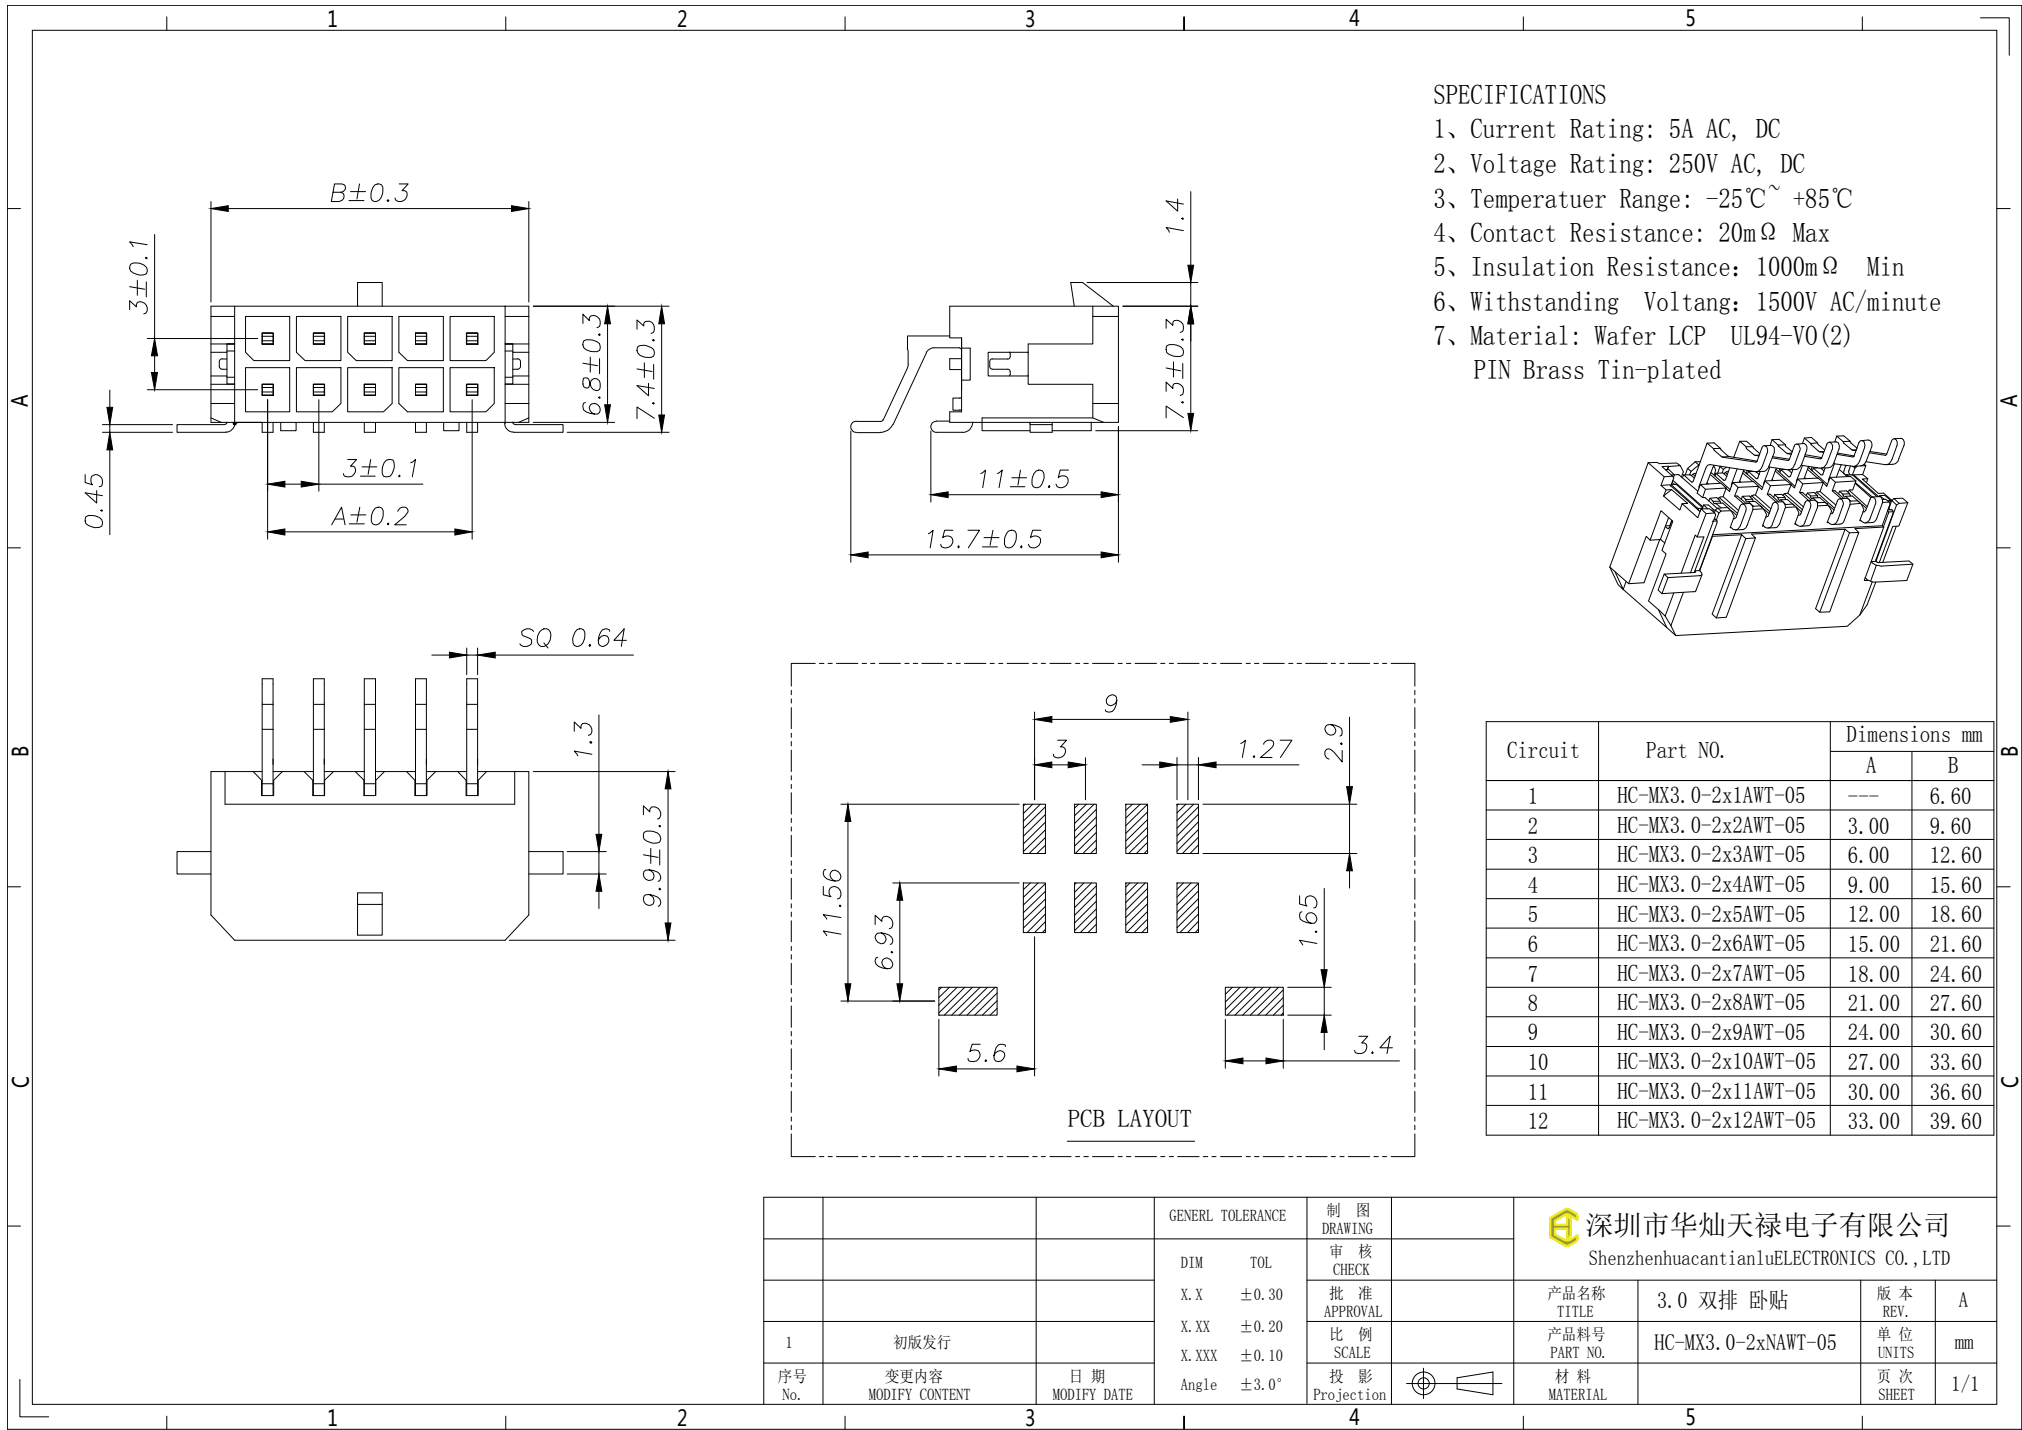 1 2 3 4 5
A
B
C
A
B
C
SPECIFICATIONS
1、Current Rating: 5A AC, DC
2、Voltage Rating: 250V AC, DC
3、Temperatuer Range: -25℃~ +85℃
4、Contact Resistance: 20mΩ Max
5、Insulation Resistance: 1000mΩ Min
6、Withstanding Voltang: 1500V AC/minute
7、Material: Wafer LCP UL94-V0(2)
PIN Brass Tin-plated
B±0.3
3±0.1
6.8±0.3
7.4±0.3
0.45
3±0.1
A±0.2
1.4
7.3±0.3
11±0.5
15.7±0.5
SQ 0.64
1.3
9.9±0.3
9
3
1.27
2.9
11.56
6.93
1.65
5.6
3.4
PCB LAYOUT
Circuit Part NO. Dimensions mm
A B
1 HC-MX3.0-2x1AWT-05 --- 6.60
2 HC-MX3.0-2x2AWT-05 3.00 9.60
3 HC-MX3.0-2x3AWT-05 6.00 12.60
4 HC-MX3.0-2x4AWT-05 9.00 15.60
5 HC-MX3.0-2x5AWT-05 12.00 18.60
6 HC-MX3.0-2x6AWT-05 15.00 21.60
7 HC-MX3.0-2x7AWT-05 18.00 24.60
8 HC-MX3.0-2x8AWT-05 21.00 27.60
9 HC-MX3.0-2x9AWT-05 24.00 30.60
10 HC-MX3.0-2x10AWT-05 27.00 33.60
11 HC-MX3.0-2x11AWT-05 30.00 36.60
12 HC-MX3.0-2x12AWT-05 33.00 39.60
1 初版发行
序号 变更内容 日 期
No. MODIFY CONTENT MODIFY DATE
GENERL TOLERANCE
DIM TOL
X.X ±0.30
X.XX ±0.20
X.XXX ±0.10
Angle ±3.0°
制 图
DRAWING
审 核
CHECK
批 准
APPROVAL
比 例
SCALE
投 影
Projection
深圳市华灿天禄电子有限公司
ShenzhenhuacantianluELECTRONICS CO.,LTD
产品名称
TITLE
3.0 双排 卧贴
版 本
REV.
A
产品料号
PART NO.
HC-MX3.0-2xNAWT-05
单 位
UNITS
mm
材 料
MATERIAL
页 次
SHEET
1/1
1 2 3 4 5